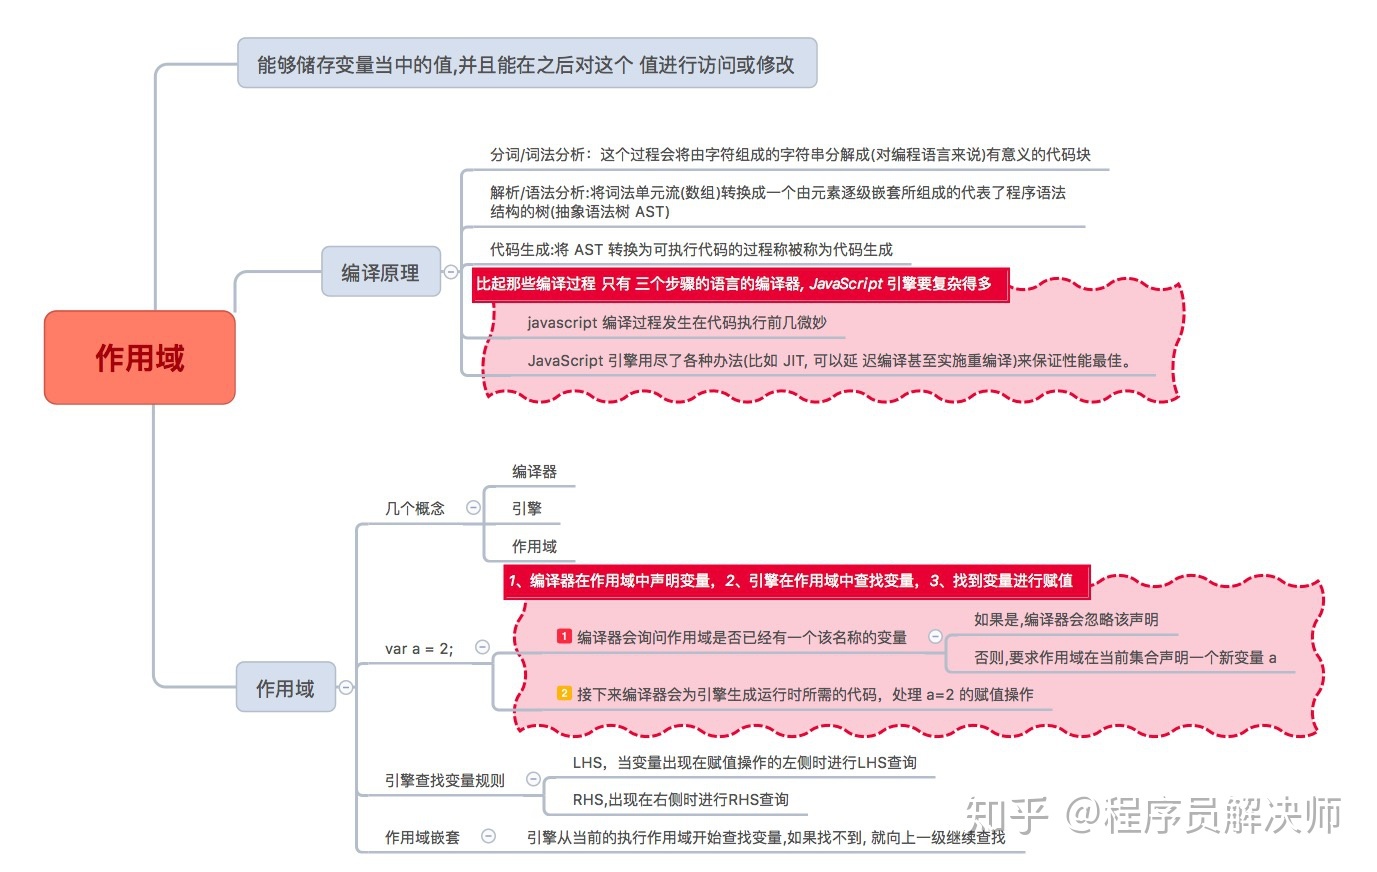 能够储存变量当中的值,并且能在之后对这个 值进行访问或修改
分词/词法分析：这个过程会将由字符组成的字符串分解成(对编程语言来说)有意义的代码块
解析/语法分析:将词法单元流(数组)转换成一个由元素逐级嵌套所组成的代表了程序语法
结构的树(抽象语法树 AST)
代码生成:将 AST 转换为可执行代码的过程称被称为代码生成
编译原理
比起那些编译过程 只有 三个步骤的语言的编译器, JavaScript 引擎要复杂得多
javascript 编译过程发生在代码执行前几微妙
JavaScript 引擎用尽了各种办法(比如 JIT, 可以延 迟编译甚至实施重编译)来保证性能最佳。
作用域
编译器
几个概念
引擎
作用域
1、编译器在作用域中声明变量，2、引擎在作用域中查找变量，3、找到变量进行赋值
如果是,编译器会忽略该声明
1 编译器会询问作用域是否已经有一个该名称的变量
var a = 2;
否则,要求作用域在当前集合声明一个新变量 a
2 接下来编译器会为引擎生成运行时所需的代码，处理 a=2 的赋值操作
作用域
LHS，当变量出现在赋值操作的左侧时进行LHS查询
引擎查找变量规则
RHS,出现在右侧时进行RHS查询
作用域嵌套
引擎从当前的执行作用域开始查找变量,如果找不到, 就向上一级继续查找
知乎 @程序员解决师